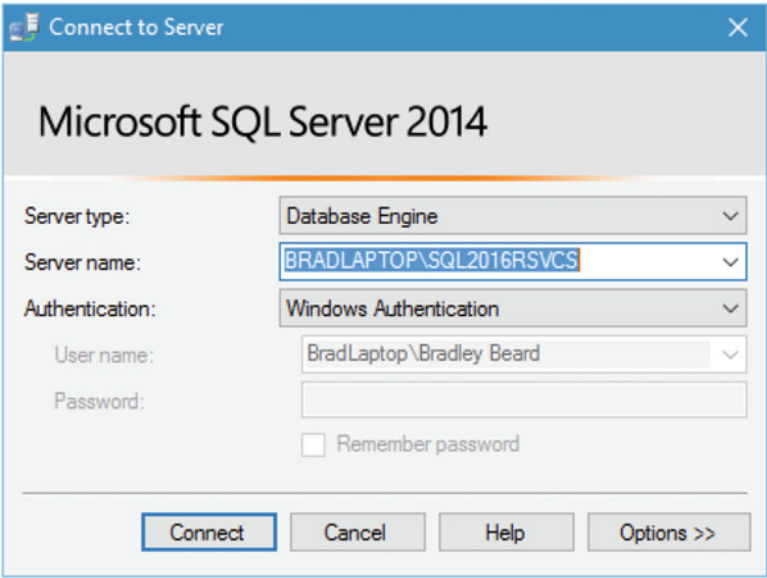 Connect to Server
Microsoft SQL Server 2014
Server type: Database Engine
Server name: BRADLAPTOP\SQL2016RSVCS
Authentication: Windows Authentication
User name: BradLaptop\Bradley Beard
Password:
Remember password
Connect Cancel Help Options >>